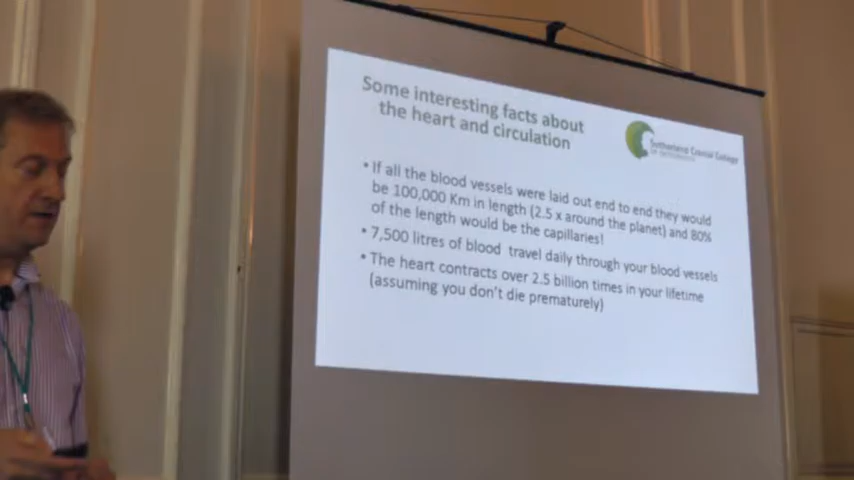 Some interesting facts about
the heart and circulation
Sutherland Cranial College
• If all the blood vessels were laid out end to end they would
be 100,000 Km in length (2.5 x around the planet) and 80%
of the length would be the capillaries!
• 7,500 litres of blood travel daily through your blood vessels
• The heart contracts over 2.5 billion times in your lifetime
(assuming you don't die prematurely)